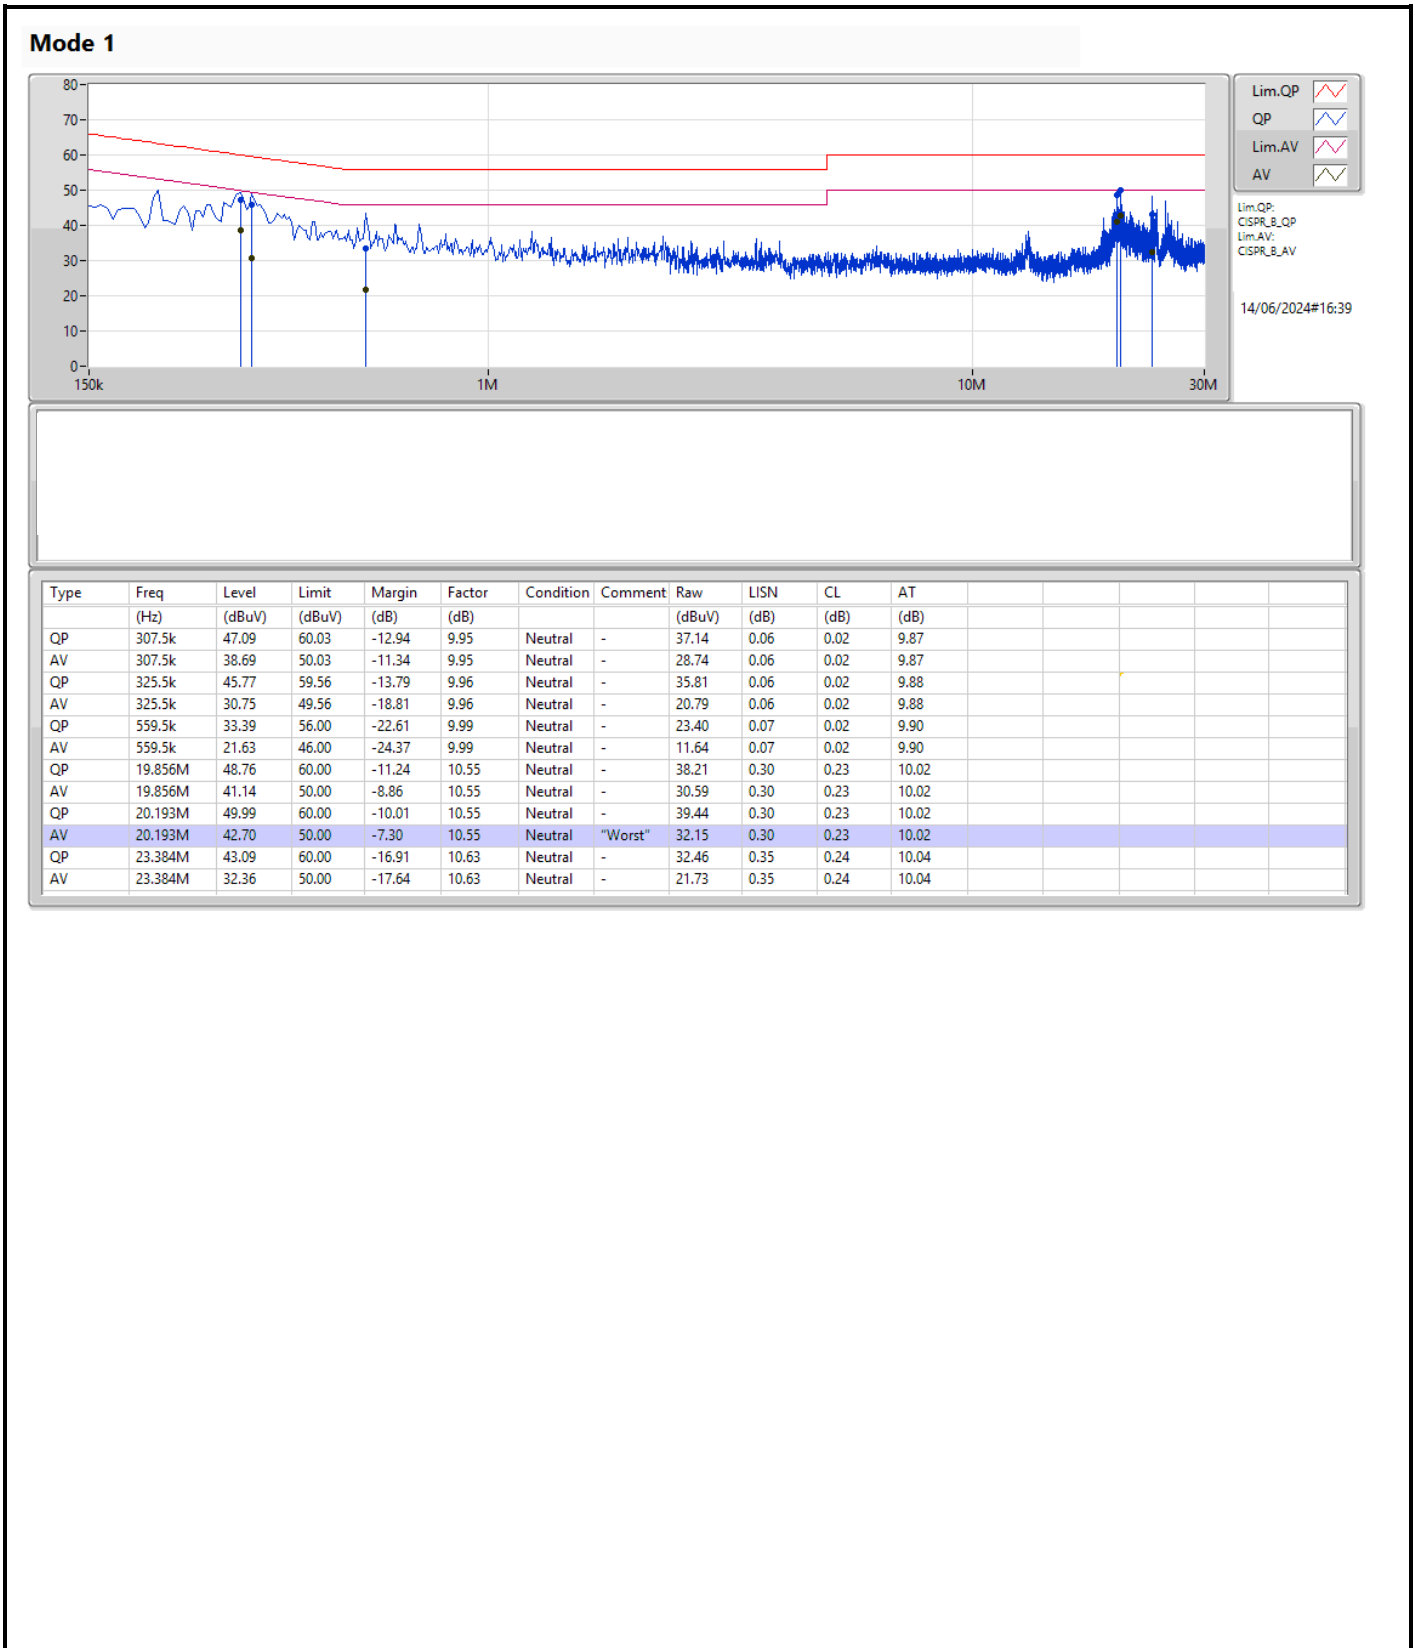 Mode 1
80
70
60
50
40
30
20
10
0
150k 1M 10M 30M
Lim.QP
QP
Lim.AV
AV
Lim.QP:
CISPR_B_QP
Lim.AV:
CISPR_B_AV
14/06/2024#16:39
Type Freq Level Limit Margin Factor Condition Comment Raw LISN CL AT
(Hz) (dBuV) (dBuV) (dB) (dB) (dBuV) (dB) (dB) (dB)
QP 307.5k 47.09 60.03 -12.94 9.95 Neutral - 37.14 0.06 0.02 9.87
AV 307.5k 38.69 50.03 -11.34 9.95 Neutral - 28.74 0.06 0.02 9.87
QP 325.5k 45.77 59.56 -13.79 9.96 Neutral - 35.81 0.06 0.02 9.88
AV 325.5k 30.75 49.56 -18.81 9.96 Neutral - 20.79 0.06 0.02 9.88
QP 559.5k 33.39 56.00 -22.61 9.99 Neutral - 23.40 0.07 0.02 9.90
AV 559.5k 21.63 46.00 -24.37 9.99 Neutral - 11.64 0.07 0.02 9.90
QP 19.856M 48.76 60.00 -11.24 10.55 Neutral - 38.21 0.30 0.23 10.02
AV 19.856M 41.14 50.00 -8.86 10.55 Neutral - 30.59 0.30 0.23 10.02
QP 20.193M 49.99 60.00 -10.01 10.55 Neutral - 39.44 0.30 0.23 10.02
AV 20.193M 42.70 50.00 -7.30 10.55 Neutral "Worst" 32.15 0.30 0.23 10.02
QP 23.384M 43.09 60.00 -16.91 10.63 Neutral - 32.46 0.35 0.24 10.04
AV 23.384M 32.36 50.00 -17.64 10.63 Neutral - 21.73 0.35 0.24 10.04